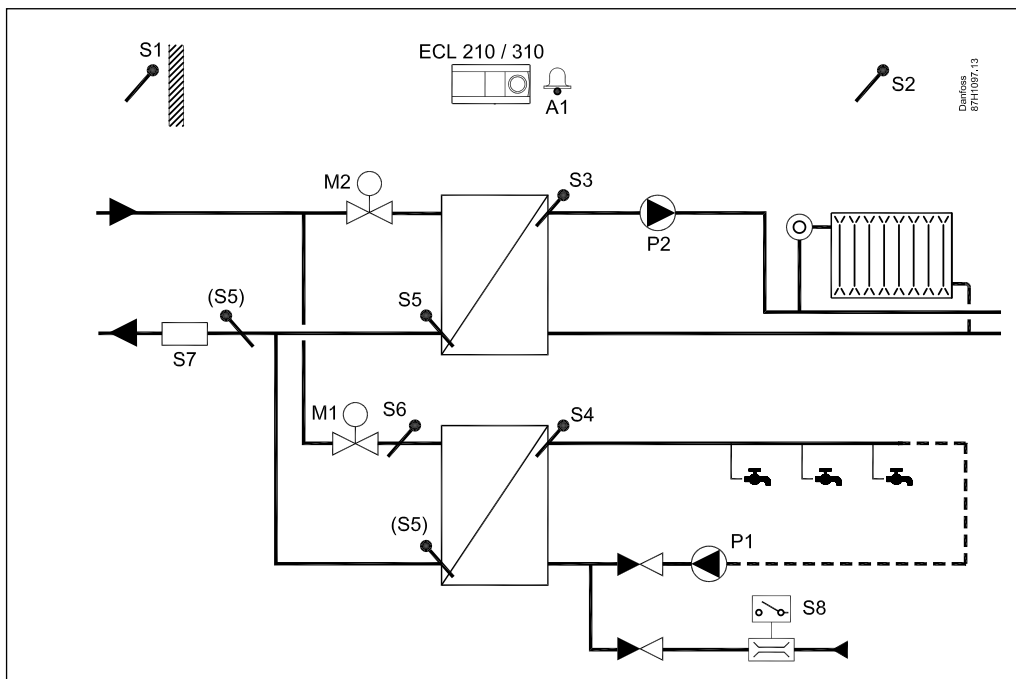 S1
ECL 210 / 310
A1
S2
Danfoss
87H1097.13
M2
S3
P2
(S5)
S5
S7
M1
S6
S4
(S5)
P1
S8